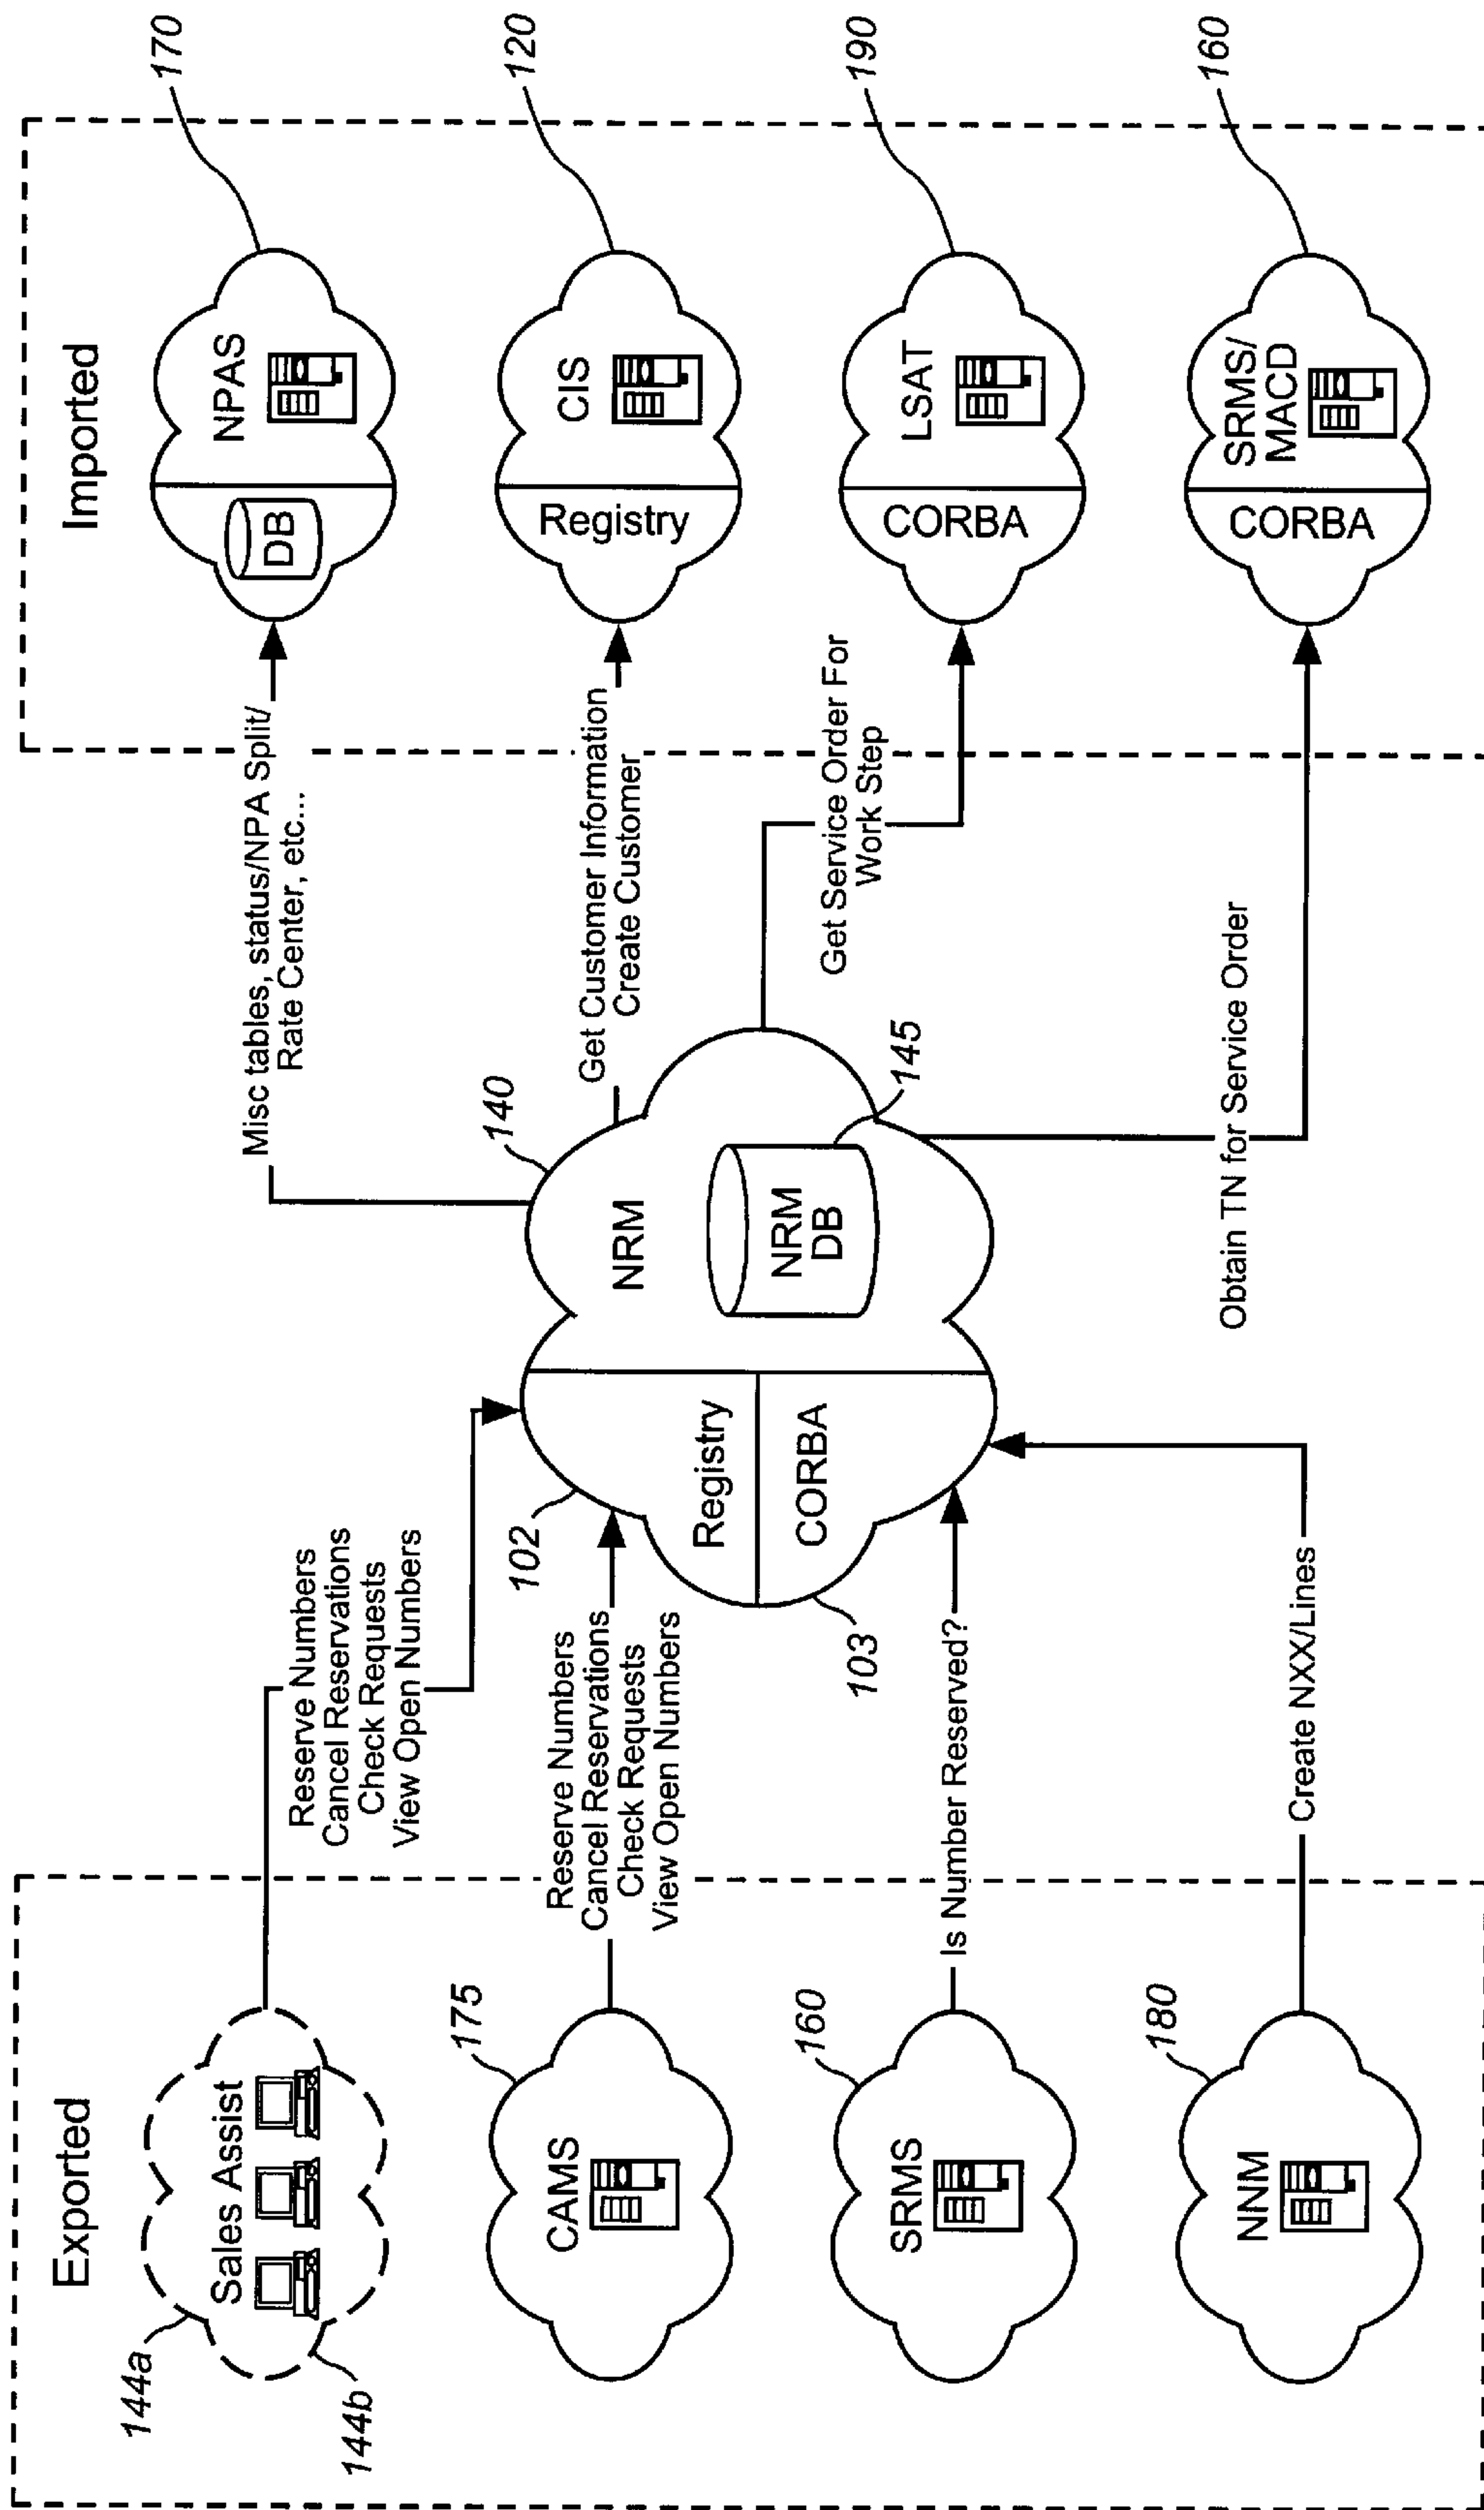 Exported
144a
144b
Sales Assist
175
CAMS
160
SRMS
180
NNM
Reserve Numbers
Cancel Reservations
Check Requests
View Open Numbers
Reserve Numbers
Cancel Reservations
Check Requests
View Open Numbers
Is Number Reserved?
Create NXX/Lines
102
103
Registry
CORBA
140
NRM
NRM
DB
145
Misc tables, status/NPA Split/
Rate Center, etc...
Get Customer Information
Create Customer
Get Service Order For
Work Step
Obtain TN for Service Order
Imported
DB
NPAS
170
Registry
CIS
120
CORBA
LSAT
190
CORBA
SRMS/
MACD
160